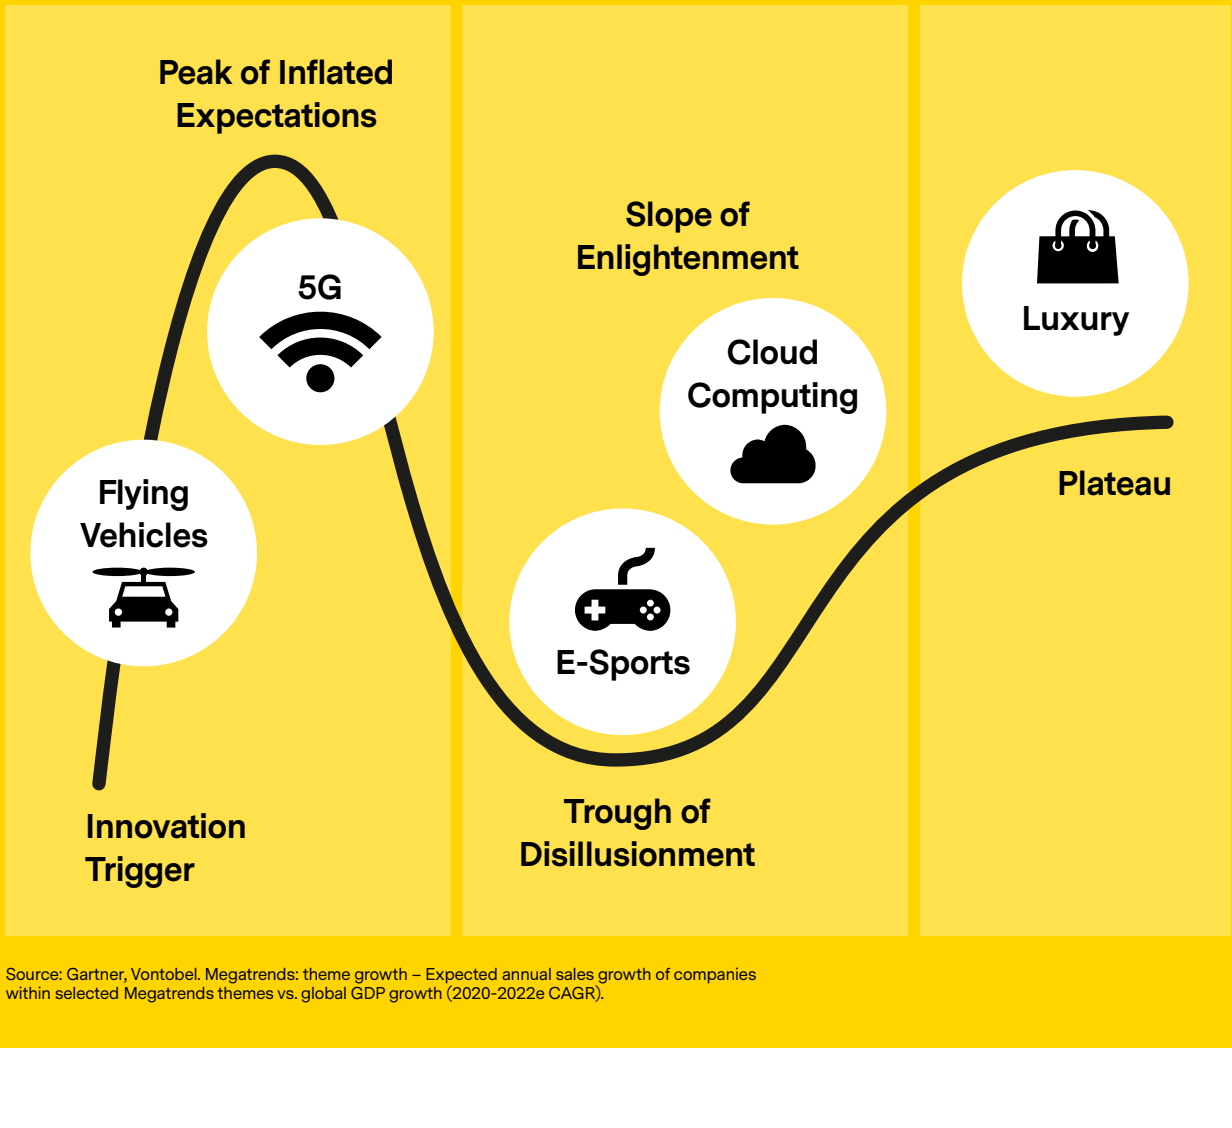 Peak of Inflated
Expectations
5G
Flying
Vehicles
Innovation
Trigger
Slope of
Enlightenment
Cloud
Computing
E-Sports
Trough of
Disillusionment
Luxury
Plateau
Source: Gartner, Vontobel. Megatrends: theme growth – Expected annual sales growth of companies
within selected Megatrends themes vs. global GDP growth (2020-2022e CAGR).